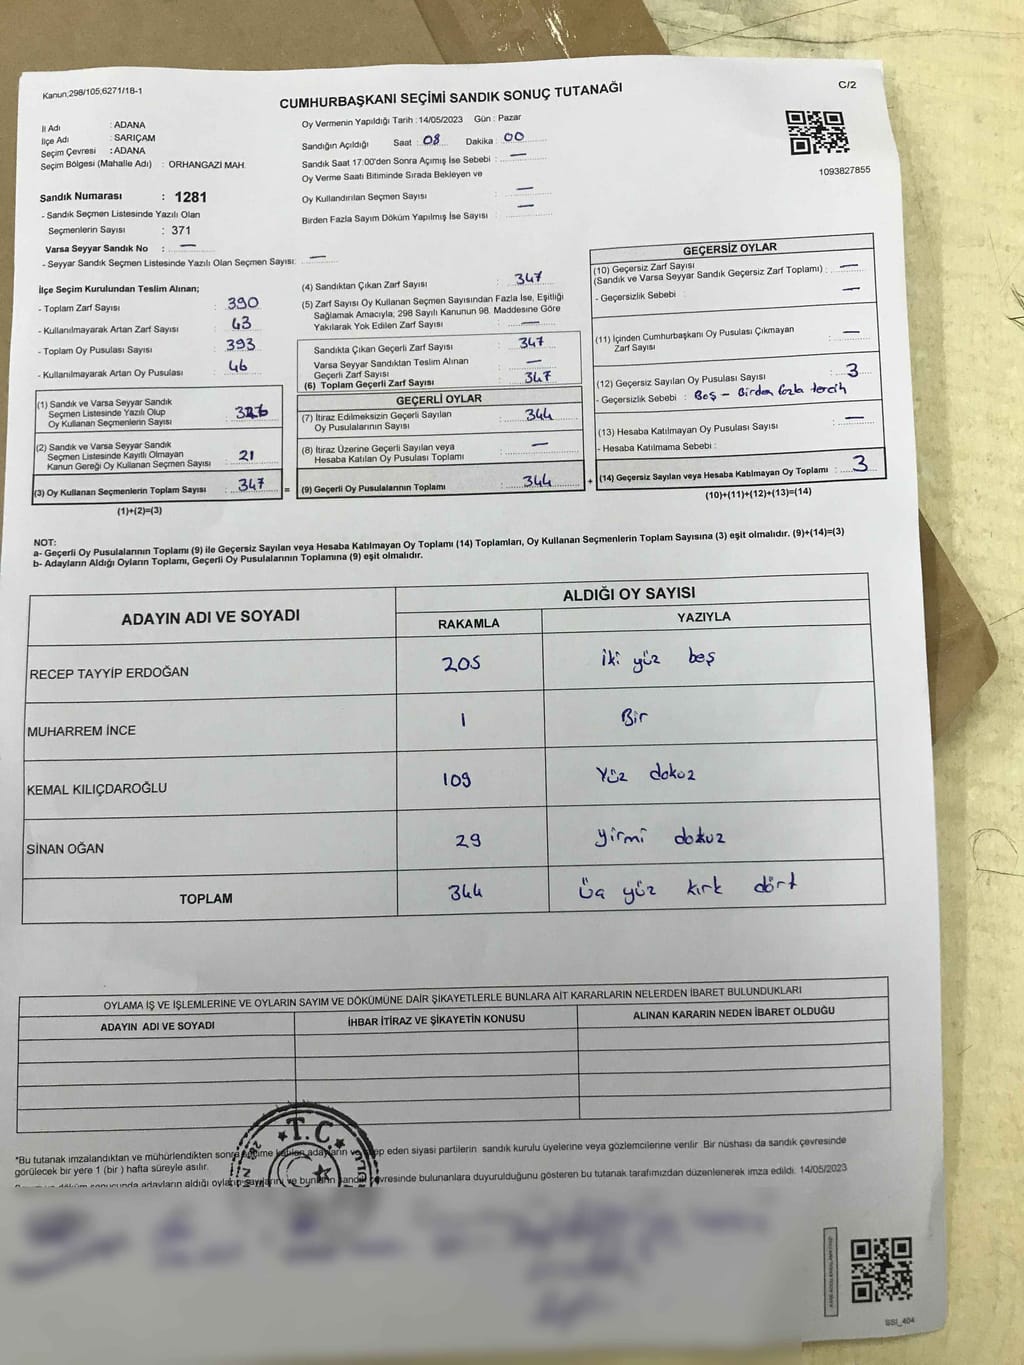 Kanun;298/105;6271/18-1
CUMHURBAŞKANI SEÇİMİ SANDIK SONUÇ TUTANAĞI
C/2
İl Adı : ADANA
İlçe Adı : SARIÇAM
Seçim Çevresi : ADANA
Seçim Bölgesi (Mahalle Adı) : ORHANGAZİ MAH.
Oy Vermenin Yapıldığı Tarih :14/05/2023 Gün : Pazar
Sandığın Açıldığı Saat : 08 Dakika : 00
Sandık Saat 17:00'den Sonra Açımış İse Sebebi : —
Oy Verme Saati Bitiminde Sırada Bekleyen ve
Oy Kullandırılan Seçmen Sayısı : —
Birden Fazla Sayım Döküm Yapılmış İse Sayısı : —
1093827855
Sandık Numarası : 1281
- Sandık Seçmen Listesinde Yazılı Olan
Seçmenlerin Sayısı : 371
Varsa Seyyar Sandık No : —
- Seyyar Sandık Seçmen Listesinde Yazılı Olan Seçmen Sayısı: —
İlçe Seçim Kurulundan Teslim Alınan;
- Toplam Zarf Sayısı : 390
- Kullanılmayarak Artan Zarf Sayısı : 43
- Toplam Oy Pusulası Sayısı : 393
- Kullanılmayarak Artan Oy Pusulası : 46
(1) Sandık ve Varsa Seyyar Sandık
Seçmen Listesinde Yazılı Olup
Oy Kullanan Seçmenlerin Sayısı : 326
(2) Sandık ve Varsa Seyyar Sandık
Seçmen Listesinde Kayıtlı Olmayan
Kanun Gereği Oy Kullanan Seçmen Sayısı : 21
(3) Oy Kullanan Seçmenlerin Toplam Sayısı : 347 =
(1)+(2)=(3)
(4) Sandıktan Çıkan Zarf Sayısı : 347
(5) Zarf Sayısı Oy Kullanan Seçmen Sayısından Fazla İse, Eşitliği
Sağlamak Amacıyla, 298 Sayılı Kanunun 98. Maddesine Göre
Yakılarak Yok Edilen Zarf Sayısı : —
Sandıkta Çıkan Geçerli Zarf Sayısı : 347
Varsa Seyyar Sandıktan Teslim Alınan
Geçerli Zarf Sayısı : —
(6) Toplam Geçerli Zarf Sayısı : 347
GEÇERLİ OYLAR
(7) İtiraz Edilmeksizin Geçerli Sayılan
Oy Pusulalarının Sayısı : 344
(8) İtiraz Üzerine Geçerli Sayılan veya
Hesaba Katılan Oy Pusulası Toplamı : —
(9) Geçerli Oy Pusulalarının Toplamı : 344 +
GEÇERSİZ OYLAR
(10) Geçersiz Zarf Sayısı
(Sandık ve Varsa Seyyar Sandık Geçersiz Zarf Toplamı) : —
- Geçersizlik Sebebi : —
(11) İçinden Cumhurbaşkanı Oy Pusulası Çıkmayan
Zarf Sayısı : —
(12) Geçersiz Sayılan Oy Pusulası Sayısı : 3
- Geçersizlik Sebebi : Boş – Birden fazla tercih
(13) Hesaba Katılmayan Oy Pusulası Sayısı : —
- Hesaba Katılmama Sebebi :
(14) Geçersiz Sayılan veya Hesaba Katılmayan Oy Toplamı : 3
(10)+(11)+(12)+(13)=(14)
NOT:
a- Geçerli Oy Pusulalarının Toplamı (9) ile Geçersiz Sayılan veya Hesaba Katılmayan Oy Toplamı (14) Toplamları, Oy Kullanan Seçmenlerin Toplam Sayısına (3) eşit olmalıdır. (9)+(14)=(3)
b- Adayların Aldığı Oyların Toplamı, Geçerli Oy Pusulalarının Toplamına (9) eşit olmalıdır.
ADAYIN ADI VE SOYADI
ALDIĞI OY SAYISI
RAKAMLA YAZIYLA
RECEP TAYYİP ERDOĞAN 205 iki yüz beş
MUHARREM İNCE 1 Bir
KEMAL KILIÇDAROĞLU 109 Yüz dokuz
SİNAN OĞAN 29 yirmi dokuz
TOPLAM 344 Üç yüz kırk dört
OYLAMA İŞ VE İŞLEMLERİNE VE OYLARIN SAYIM VE DÖKÜMÜNE DAİR ŞİKAYETLERLE BUNLARA AİT KARARLARIN NELERDEN İBARET BULUNDUKLARI
ADAYIN ADI VE SOYADI İHBAR İTİRAZ VE ŞİKAYETİN KONUSU ALINAN KARARIN NEDEN İBARET OLDUĞU
T.C.
*Bu tutanak imzalandıktan ve mühürlendikten sonra adayların ve eden siyasi partilerin sandık kurulu üyelerine veya gözlemcilerine verilir. Bir nüshası da sandık çevresinde
görülecek bir yere 1 (bir ) hafta süreyle asılır.
sonucunda adayların aldığı oyların ve bunların sandık çevresinde bulunanlara duyurulduğunu gösteren bu tutanak tarafımızdan düzenlenerek imza edildi. 14/05/2023
SSI_404